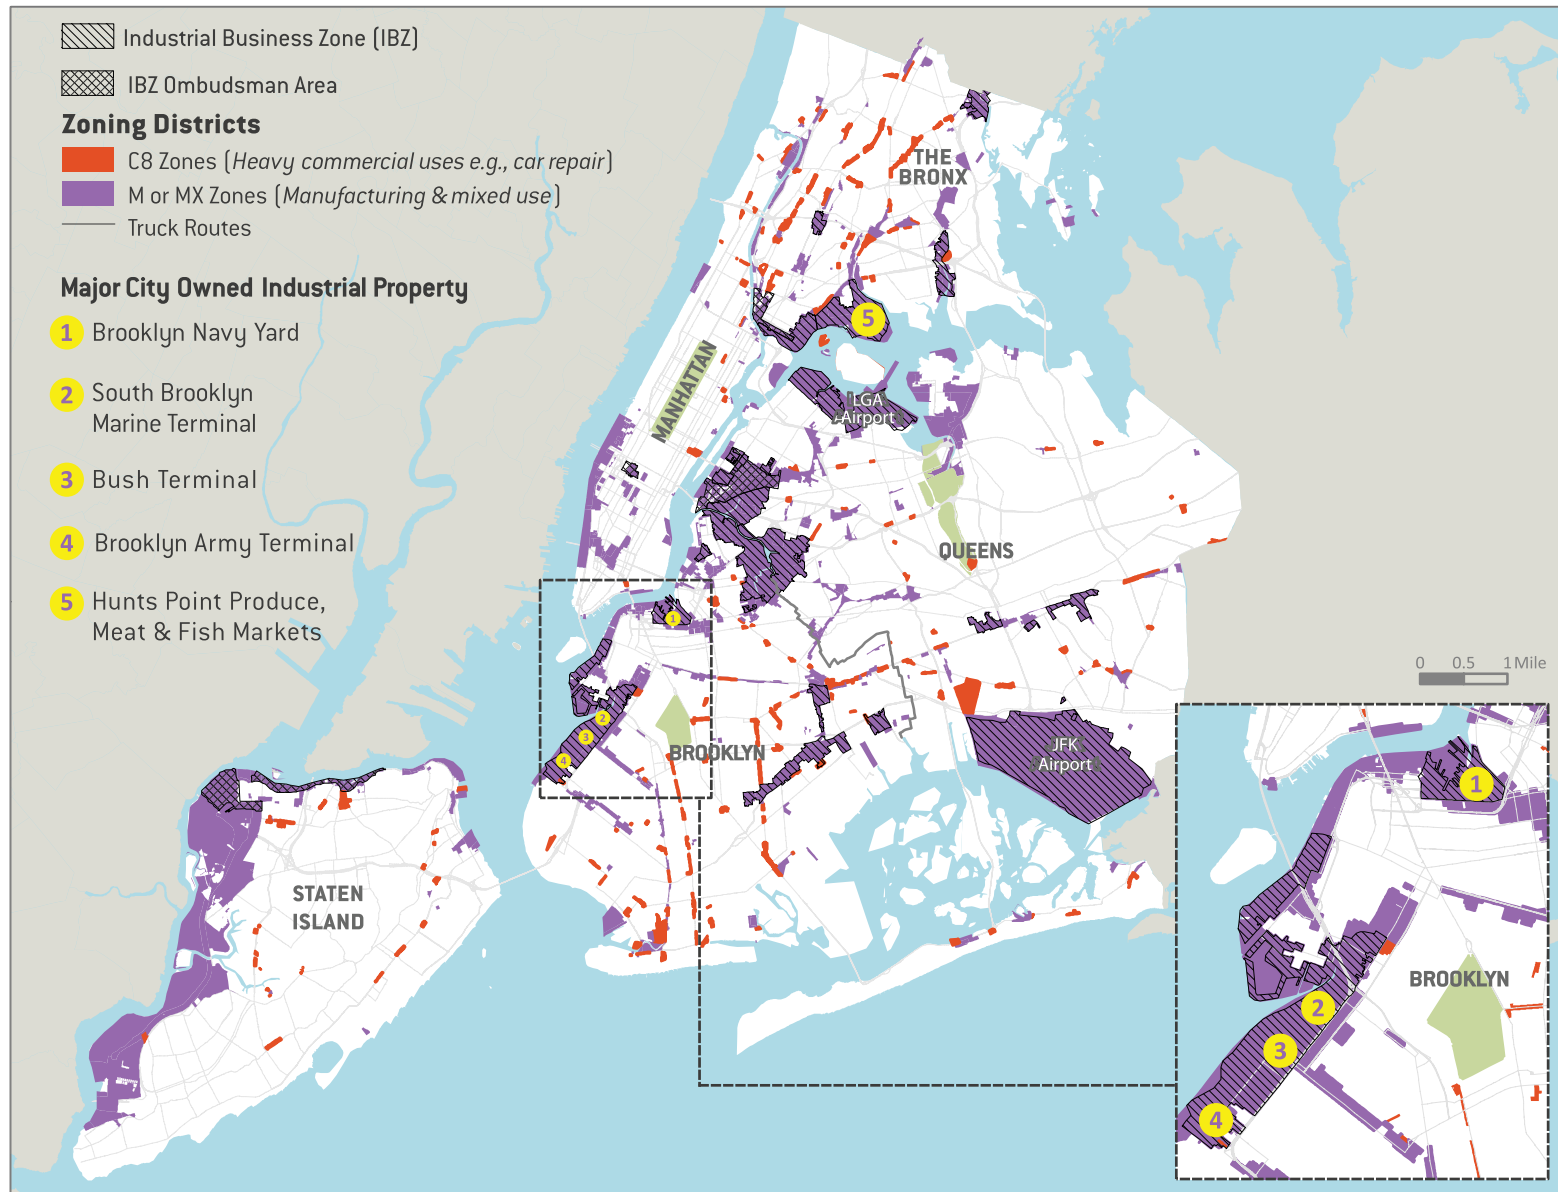 Industrial Business Zone (IBZ)
IBZ Ombudsman Area
Zoning Districts
C8 Zones (Heavy commercial uses e.g., car repair)
M or MX Zones (Manufacturing & mixed use)
Truck Routes
Major City Owned Industrial Property
1 Brooklyn Navy Yard
2 South Brooklyn
Marine Terminal
3 Bush Terminal
4 Brooklyn Army Terminal
5 Hunts Point Produce,
Meat & Fish Markets
THE
BRONX
5
MANHATTAN
LGA
Airport
QUEENS
1
2
3
4
BROOKLYN
JFK
Airport
STATEN
ISLAND
0 0.5 1 Mile
1
BROOKLYN
2
3
4